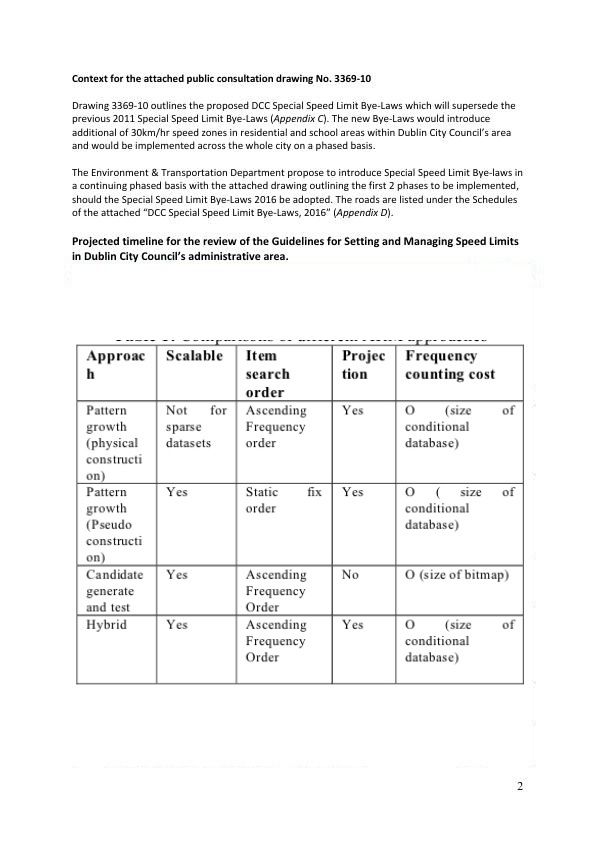 Context for the attached public consultation drawing No. 3369-10
Drawing 3369-10 outlines the proposed DCC Special Speed Limit Bye-Laws which will supersede the
previous 2011 Special Speed Limit Bye-Laws (Appendix C). The new Bye-Laws would introduce
additional of 30km/hr speed zones in residential and school areas within Dublin City Council's area
and would be implemented across the whole city on a phased basis.
The Environment & Transportation Department propose to introduce Special Speed Limit Bye-laws in
a continuing phased basis with the attached drawing outlining the first 2 phases to be implemented,
should the Special Speed Limit Bye-Laws 2016 be adopted. The roads are listed under the Schedules
of the attached "DCC Special Speed Limit Bye-Laws, 2016" (Appendix D).
Projected timeline for the review of the Guidelines for Setting and Managing Speed Limits
in Dublin City Council's administrative area.
Approac
h
Scalable
Item
search
order
Projec
tion
Frequency
counting cost
Pattern
growth
(physical
constructi
on)
Not for
sparse
datasets
Ascending
Frequency
order
Yes
O (size of
conditional
database)
Pattern
growth
(Pseudo
constructi
on)
Yes
Static fix
order
Yes
O ( size of
conditional
database)
Candidate
generate
and test
Yes
Ascending
Frequency
Order
No
O (size of bitmap)
Hybrid
Yes
Ascending
Frequency
Order
Yes
O (size of
conditional
database)
2